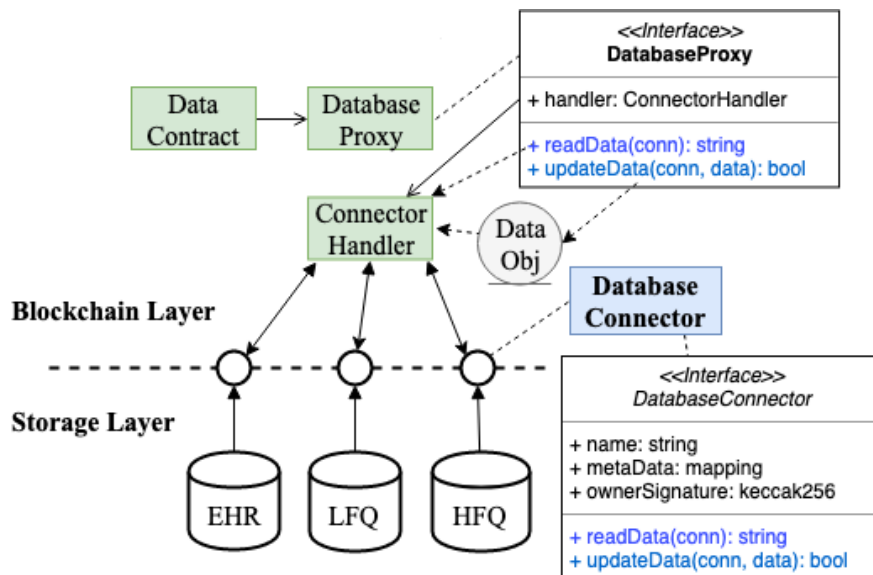 <<Interface>>
DatabaseProxy
+ handler: ConnectorHandler
+ readData(conn): string
+ updateData(conn, data): bool
Data
Contract
Database
Proxy
Connector
Handler
Data
Obj
Database
Connector
Blockchain Layer
Storage Layer
<<Interface>>
DatabaseConnector
+ name: string
+ metaData: mapping
+ ownerSignature: keccak256
+ readData(conn): string
+ updateData(conn, data): bool
EHR
LFQ
HFQ